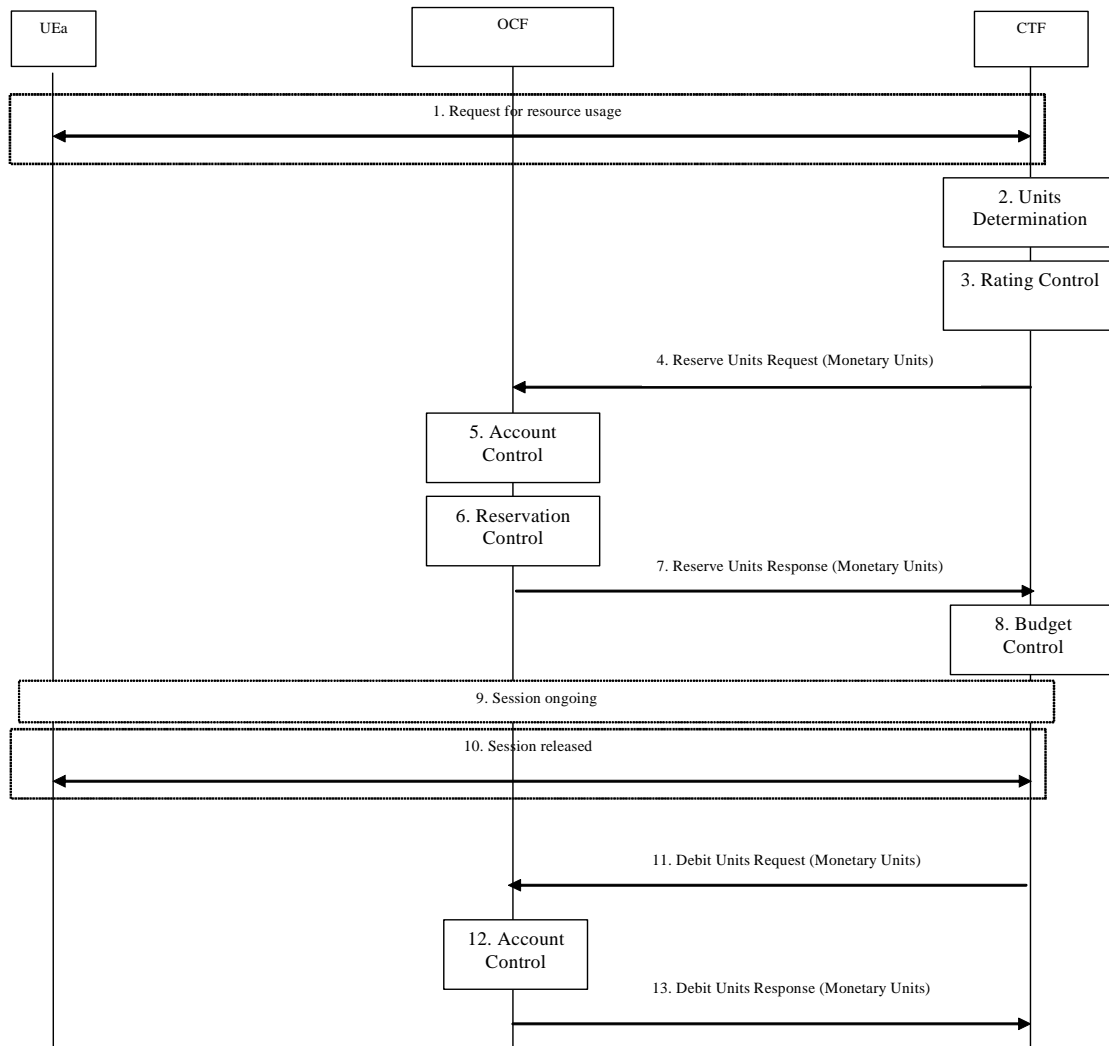 UEa
OCF
CTF
1. Request for resource usage
2. Units
Determination
3. Rating Control
4. Reserve Units Request (Monetary Units)
5. Account
Control
6. Reservation
Control
7. Reserve Units Response (Monetary Units)
8. Budget
Control
9. Session ongoing
10. Session released
11. Debit Units Request (Monetary Units)
12. Account
Control
13. Debit Units Response (Monetary Units)